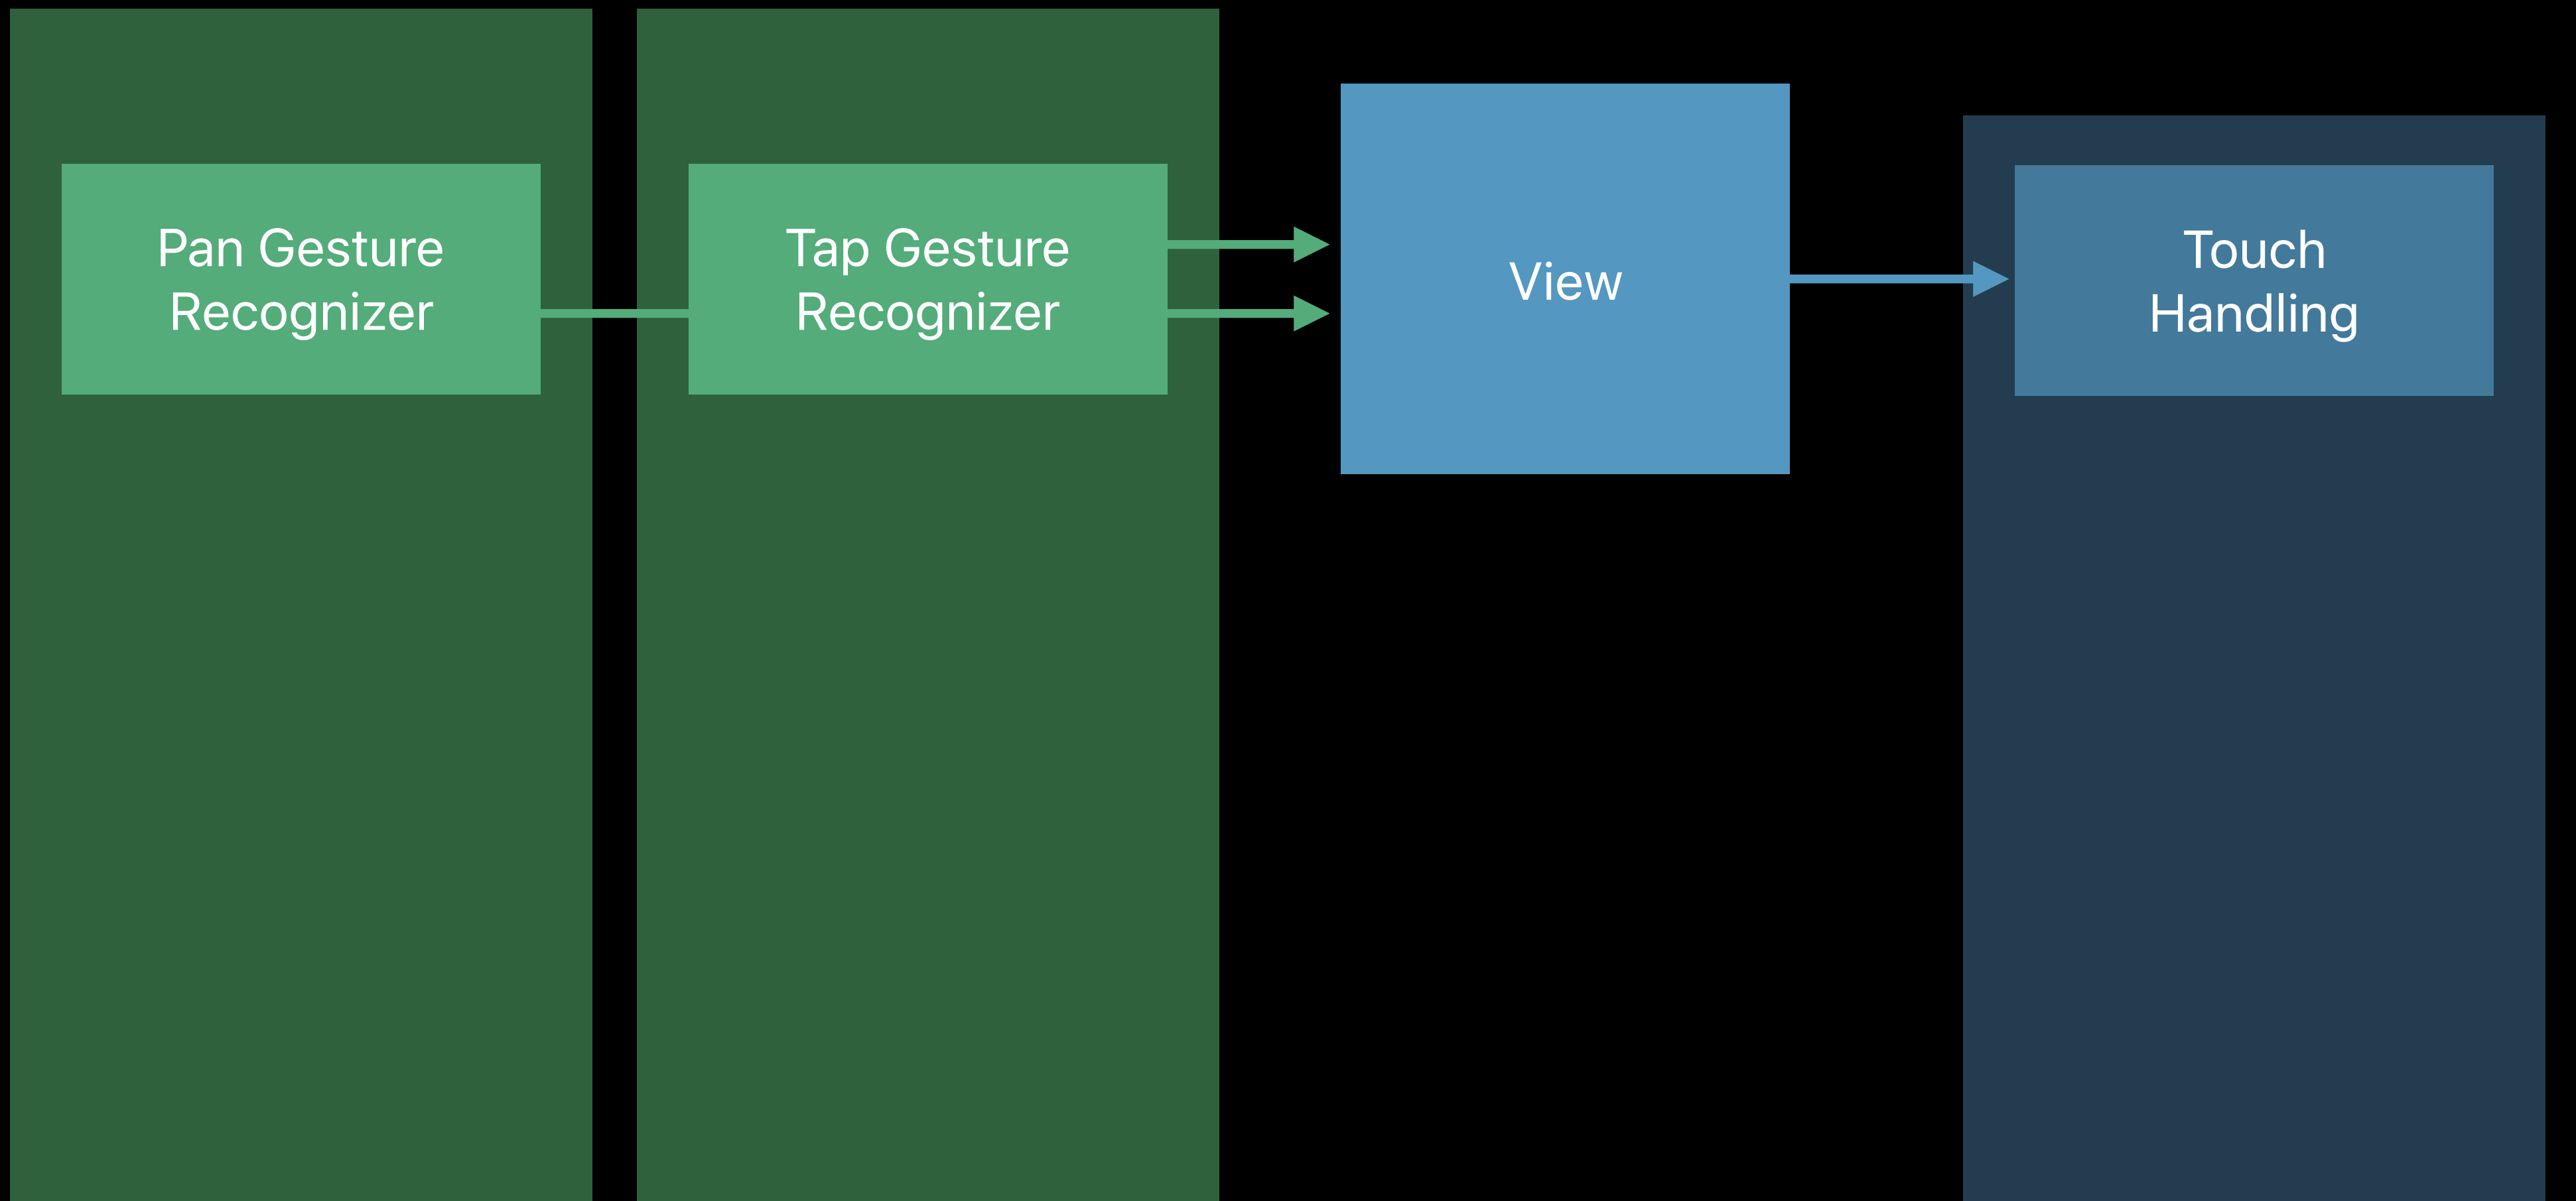 Pan Gesture
Recognizer
Tap Gesture
Recognizer
View
Touch
Handling